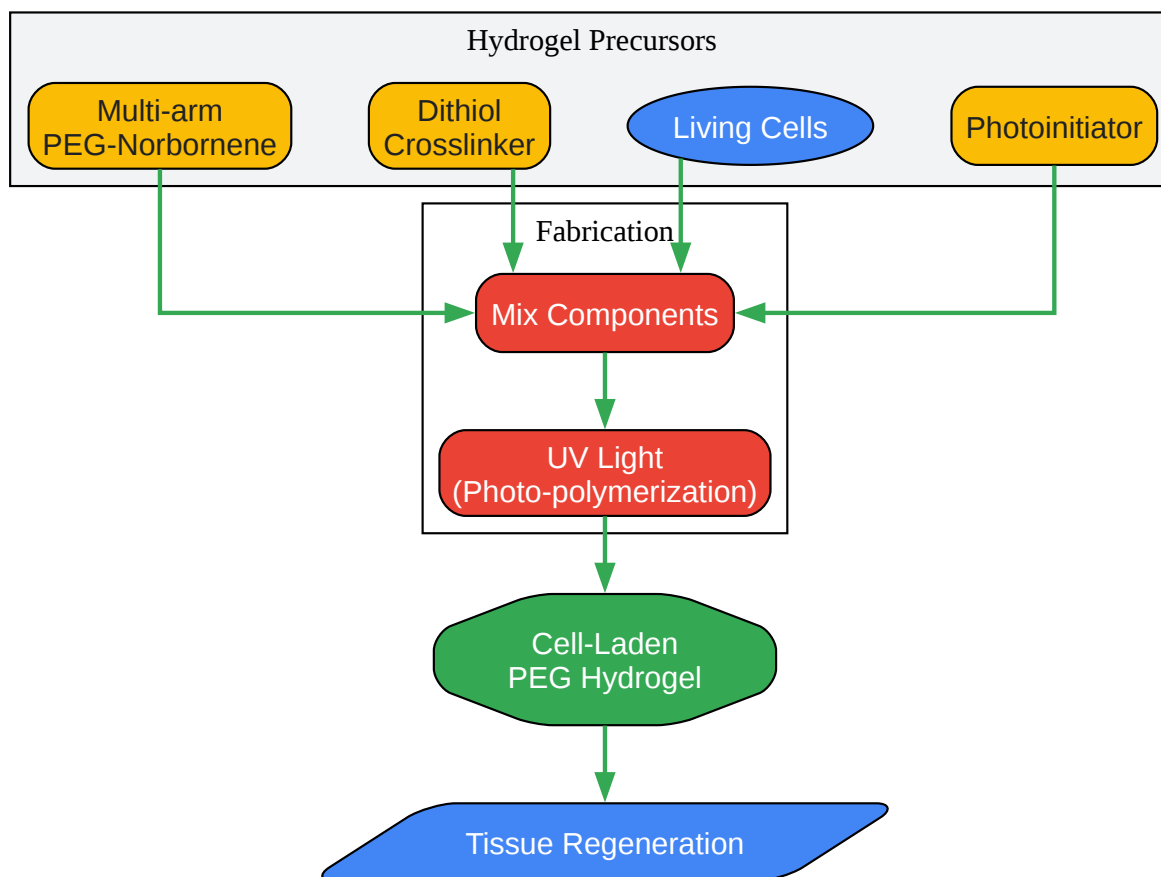 Hydrogel Precursors
Multi-arm
PEG-Norbornene
Dithiol
Crosslinker
Living Cells
Photoinitiator
Fabrication
Mix Components
UV Light
(Photo-polymerization)
Cell-Laden
PEG Hydrogel
Tissue Regeneration